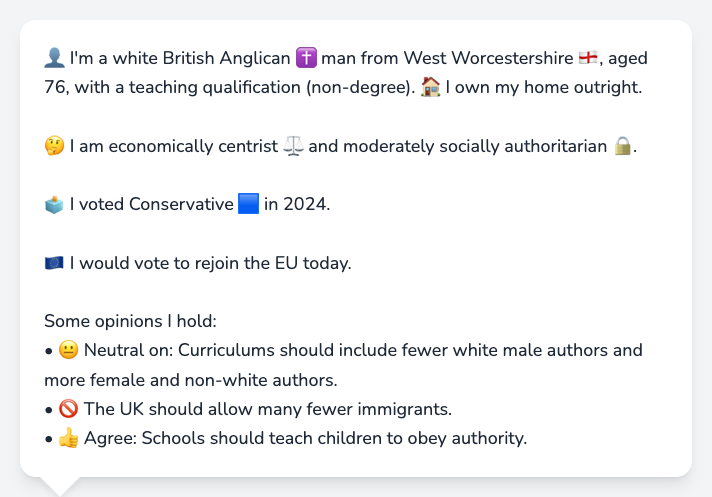 👤 I'm a white British Anglican ✝️ man from West Worcestershire 🏴󠁧󠁢󠁥󠁮󠁧󠁿, aged
76, with a teaching qualification (non-degree). 🏠 I own my home outright.
🤔 I am economically centrist ⚖️ and moderately socially authoritarian 🔒.
🗳️ I voted Conservative 🟦 in 2024.
🇪🇺 I would vote to rejoin the EU today.
Some opinions I hold:
• 😐 Neutral on: Curriculums should include fewer white male authors and
more female and non-white authors.
• 🚫 The UK should allow many fewer immigrants.
• 👍 Agree: Schools should teach children to obey authority.